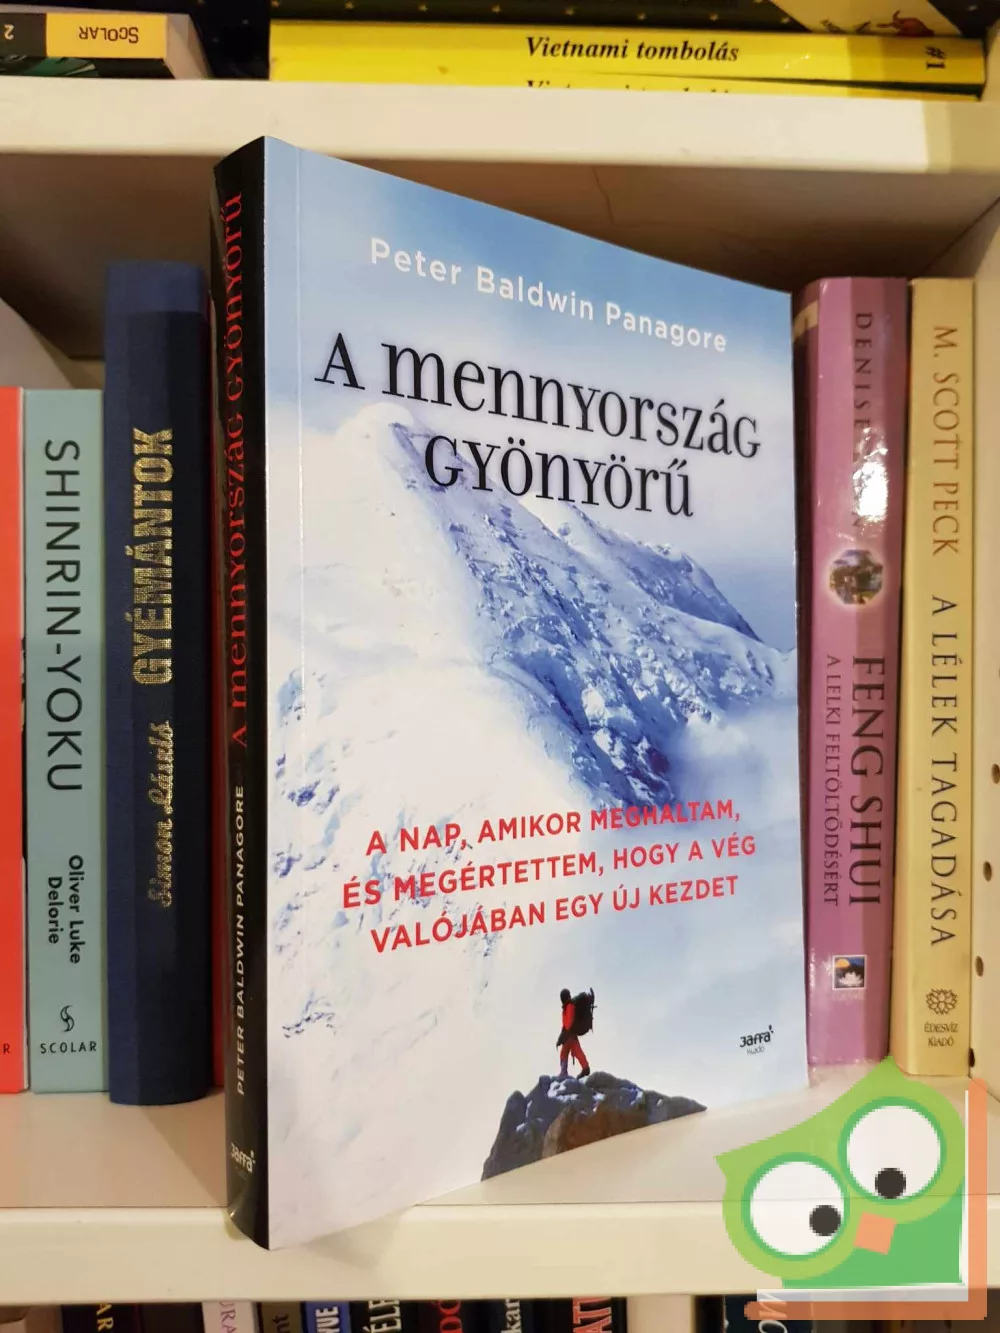 2
SCOLAR
Vietnami tombolás
#1
Peter Baldwin Panagore
A mennyország
gyönyörű
A NAP, AMIKOR MEGHALTAM,
ÉS MEGÉRTETTEM, HOGY A VÉG
VALÓJÁBAN EGY ÚJ KEZDET
Jaffa
Kiadó
PETER BALDWIN PANAGORE A mennyország gyönyörű
Jaffa
SHINRIN-YOKU
Oliver Luke
Delorie
SCOLAR
GYÉMÁNTOK
DENISE
FENG SHUI
A LELKI FELTÖLTŐDÉSÉRT
M. SCOTT PECK A LÉLEK TAGADÁSA
ÉDESVÍZ
KIADÓ